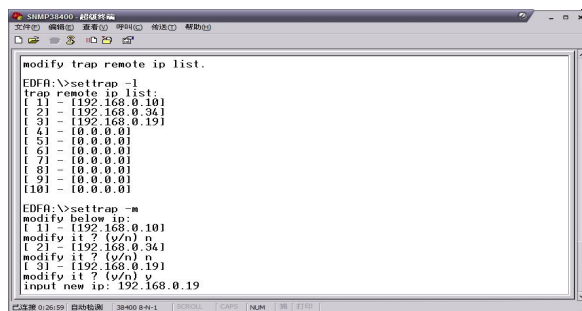 SNMP38400 - 超级终端
文件(F) 编辑(E) 查看(V) 呼叫(C) 传送(T) 帮助(H)
modify trap remote ip list.
EDFA:\>settrap -l
trap remote ip list:
[ 1] - [192.168.0.10]
[ 2] - [192.168.0.34]
[ 3] - [192.168.0.19]
[ 4] - [0.0.0.0]
[ 5] - [0.0.0.0]
[ 6] - [0.0.0.0]
[ 7] - [0.0.0.0]
[ 8] - [0.0.0.0]
[ 9] - [0.0.0.0]
[10] - [0.0.0.0]
EDFA:\>settrap -m
modify below ip:
[ 1] - [192.168.0.10]
modify it ? (y/n) n
[ 2] - [192.168.0.34]
modify it ? (y/n) n
[ 3] - [192.168.0.19]
modify it ? (y/n) y
input new ip: 192.168.0.19
已连接 0:26:59 自动检测 38400 8-N-1 SCROLL CAPS NUM 捕 打印